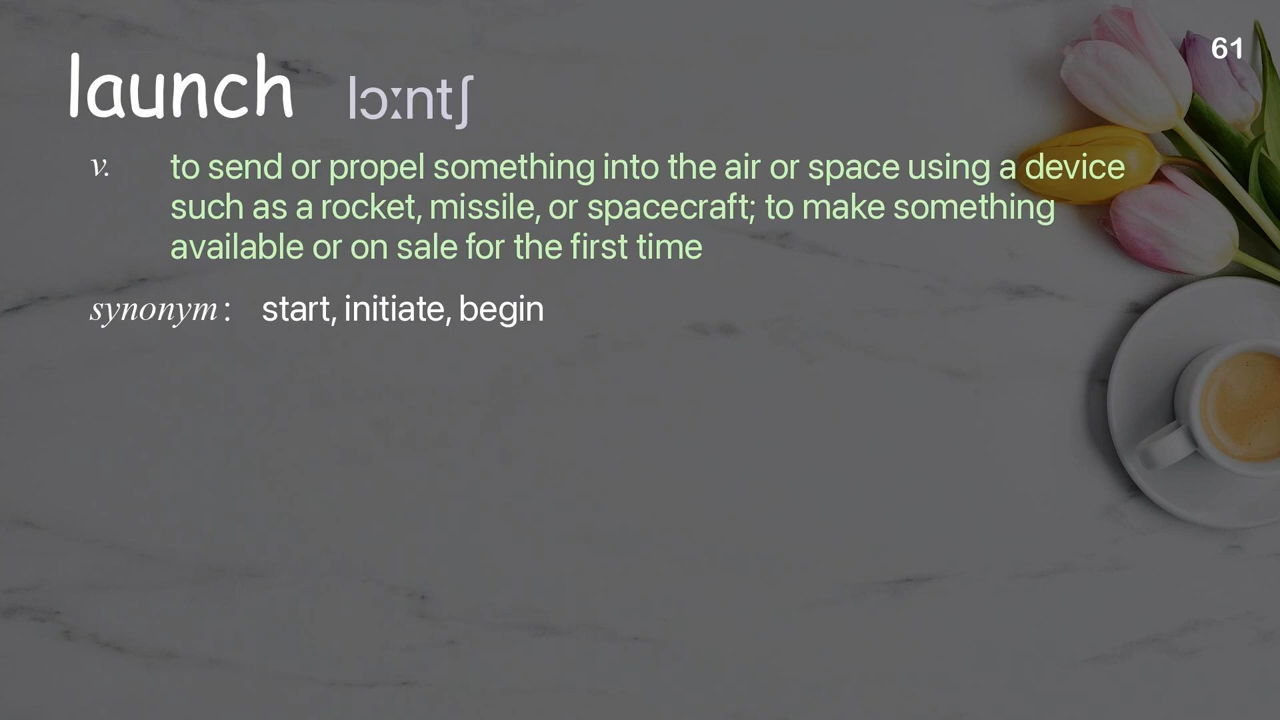 61
launch lɔːntʃ
v. to send or propel something into the air or space using a device
such as a rocket, missile, or spacecraft; to make something
available or on sale for the first time
synonym: start, initiate, begin